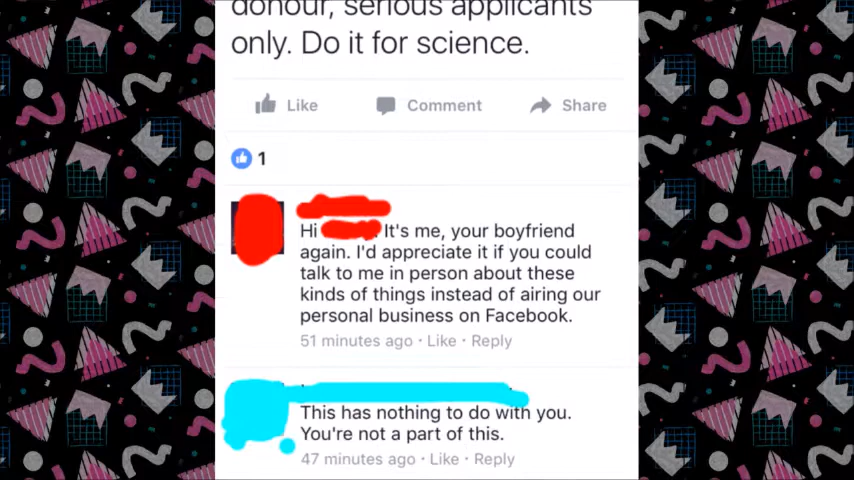 donour, serious applicants
only. Do it for science.
Like Comment Share
1
Hi It's me, your boyfriend
again. I'd appreciate it if you could
talk to me in person about these
kinds of things instead of airing our
personal business on Facebook.
51 minutes ago · Like · Reply
This has nothing to do with you.
You're not a part of this.
47 minutes ago · Like · Reply